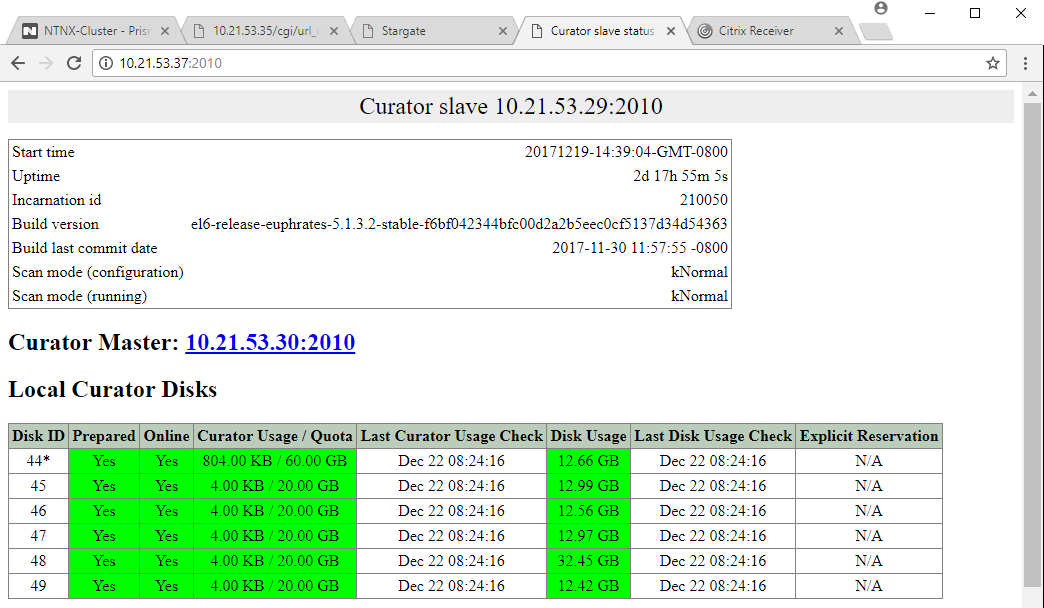 NTNX-Cluster - Pris
10.21.53.35/cgi/url_r
Stargate
Curator slave status
Citrix Receiver
10.21.53.37:2010
Curator slave 10.21.53.29:2010
Start time 20171219-14:39:04-GMT-0800
Uptime 2d 17h 55m 5s
Incarnation id 210050
Build version el6-release-euphrates-5.1.3.2-stable-f6bf042344bfc00d2a2b5eec0cf5137d34d54363
Build last commit date 2017-11-30 11:57:55 -0800
Scan mode (configuration) kNormal
Scan mode (running) kNormal
Curator Master: 10.21.53.30:2010
Local Curator Disks
Disk ID Prepared Online Curator Usage / Quota Last Curator Usage Check Disk Usage Last Disk Usage Check Explicit Reservation
44* Yes Yes 804.00 KB / 60.00 GB Dec 22 08:24:16 12.66 GB Dec 22 08:24:16 N/A
45 Yes Yes 4.00 KB / 20.00 GB Dec 22 08:24:16 12.99 GB Dec 22 08:24:16 N/A
46 Yes Yes 4.00 KB / 20.00 GB Dec 22 08:24:16 12.56 GB Dec 22 08:24:16 N/A
47 Yes Yes 4.00 KB / 20.00 GB Dec 22 08:24:16 12.97 GB Dec 22 08:24:16 N/A
48 Yes Yes 4.00 KB / 20.00 GB Dec 22 08:24:16 32.45 GB Dec 22 08:24:16 N/A
49 Yes Yes 4.00 KB / 20.00 GB Dec 22 08:24:16 12.42 GB Dec 22 08:24:16 N/A